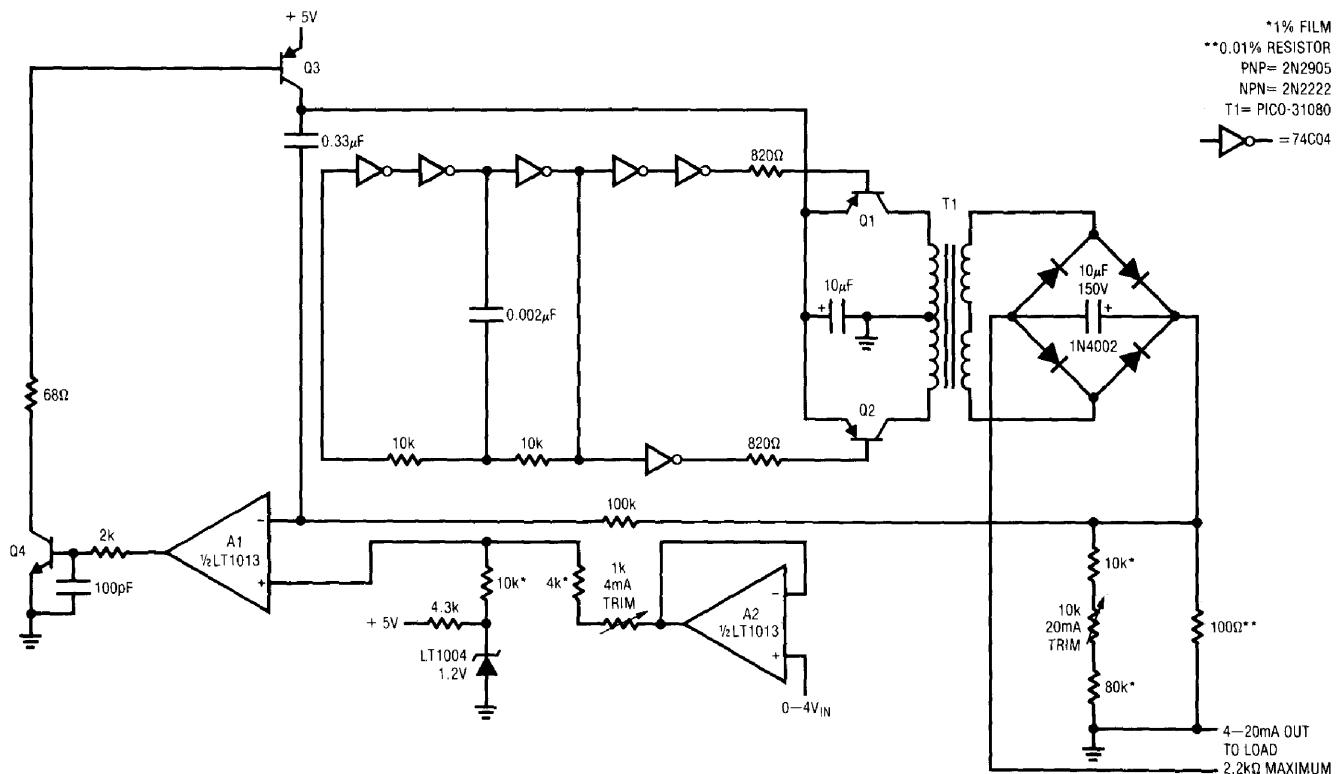 + 5V
*1% FILM
**0.01% RESISTOR
PNP= 2N2905
NPN= 2N2222
T1= PICO-31080
= 74C04
Q3
0.33μF
820Ω
Q1
T1
10μF
150V
+
1N4002
10μF
+
0.002μF
68Ω
Q2
10k
10k
820Ω
100k
Q4
2k
100pF
A1
½LT1013
−
+
10k*
4k*
1k
4mA
TRIM
4.3k
+ 5V
LT1004
1.2V
A2
½LT1013
−
+
0—4VIN
10k*
10k
20mA
TRIM
80k*
100Ω**
4—20mA OUT
TO LOAD
2.2kΩ MAXIMUM